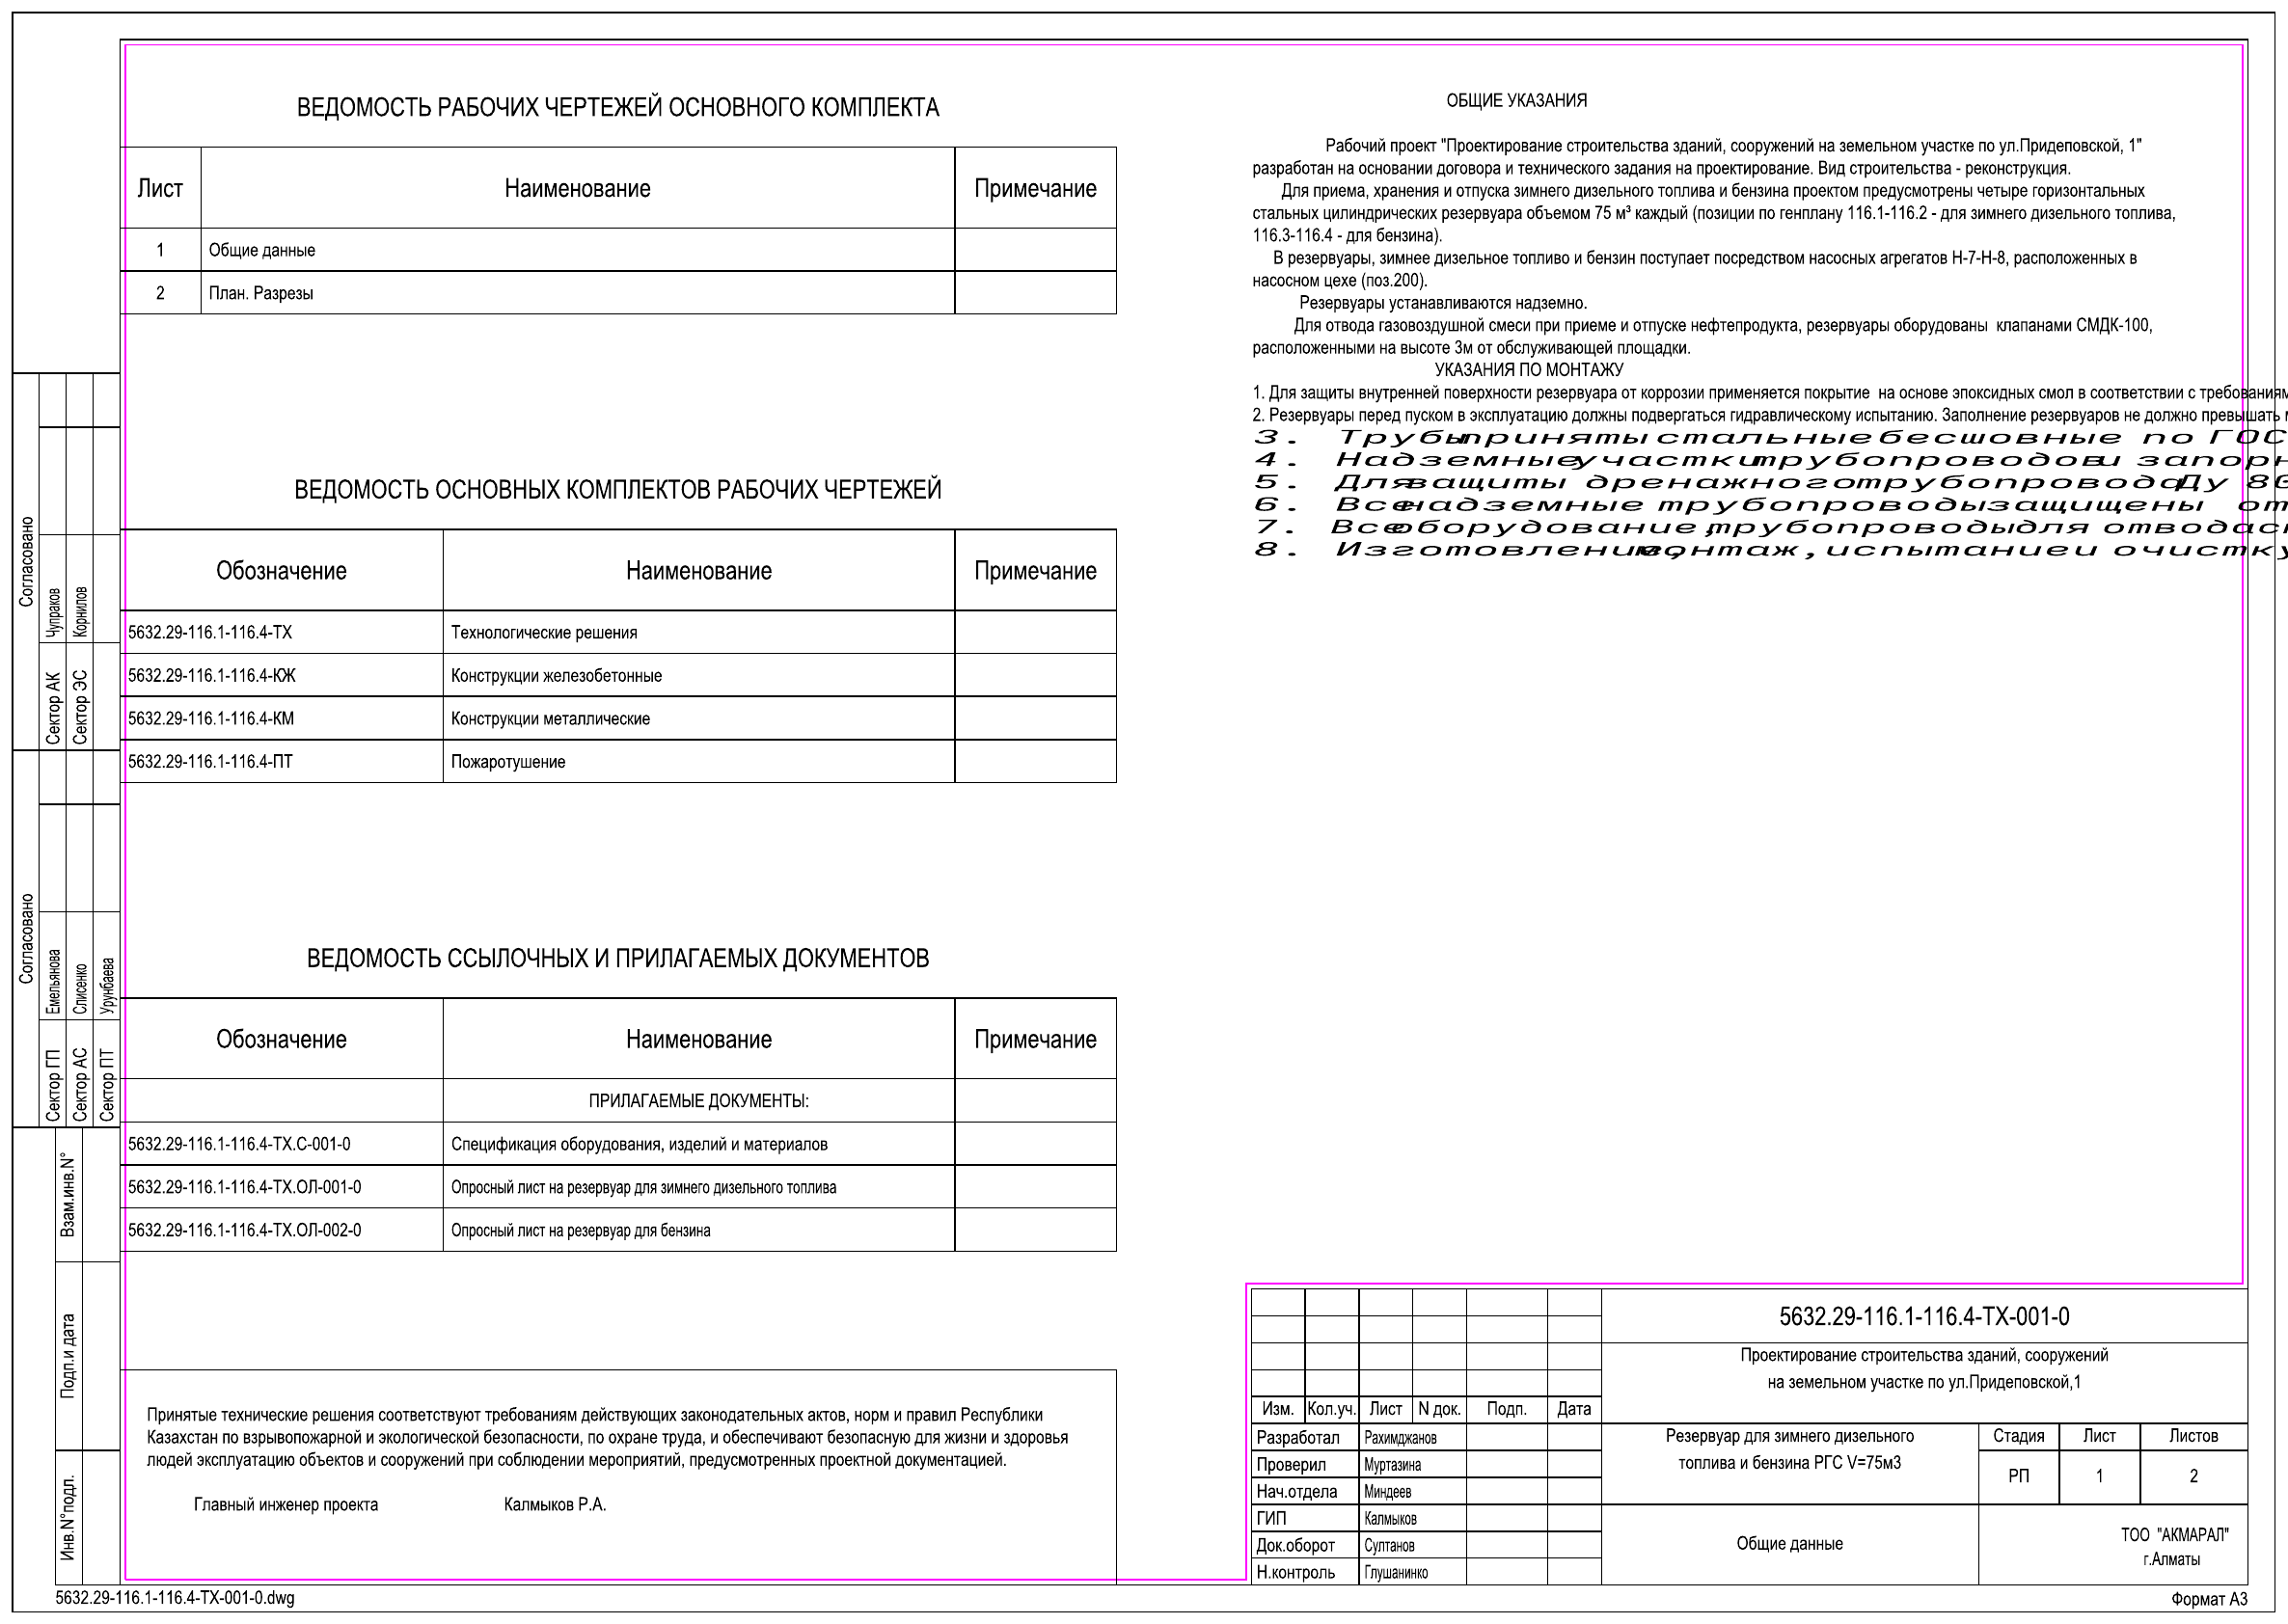 ВЕДОМОСТЬ РАБОЧИХ ЧЕРТЕЖЕЙ ОСНОВНОГО КОМПЛЕКТА
Лист Наименование Примечание
1 Общие данные
2 План. Разрезы
ВЕДОМОСТЬ ОСНОВНЫХ КОМПЛЕКТОВ РАБОЧИХ ЧЕРТЕЖЕЙ
Обозначение Наименование Примечание
5632.29-116.1-116.4-ТХ Технологические решения
5632.29-116.1-116.4-КЖ Конструкции железобетонные
5632.29-116.1-116.4-КМ Конструкции металлические
5632.29-116.1-116.4-ПТ Пожаротушение
ВЕДОМОСТЬ ССЫЛОЧНЫХ И ПРИЛАГАЕМЫХ ДОКУМЕНТОВ
Обозначение Наименование Примечание
ПРИЛАГАЕМЫЕ ДОКУМЕНТЫ:
5632.29-116.1-116.4-ТХ.С-001-0 Спецификация оборудования, изделий и материалов
5632.29-116.1-116.4-ТХ.ОЛ-001-0 Опросный лист на резервуар для зимнего дизельного топлива
5632.29-116.1-116.4-ТХ.ОЛ-002-0 Опросный лист на резервуар для бензина
Принятые технические решения соответствуют требованиям действующих законодательных актов, норм и правил Республики
Казахстан по взрывопожарной и экологической безопасности, по охране труда, и обеспечивают безопасную для жизни и здоровья
людей эксплуатацию объектов и сооружений при соблюдении мероприятий, предусмотренных проектной документацией.
Главный инженер проекта Калмыков Р.А.
ОБЩИЕ УКАЗАНИЯ
Рабочий проект "Проектирование строительства зданий, сооружений на земельном участке по ул.Придеповской, 1"
разработан на основании договора и технического задания на проектирование. Вид строительства - реконструкция.
Для приема, хранения и отпуска зимнего дизельного топлива и бензина проектом предусмотрены четыре горизонтальных
стальных цилиндрических резервуара объемом 75 м³ каждый (позиции по генплану 116.1-116.2 - для зимнего дизельного топлива,
116.3-116.4 - для бензина).
В резервуары, зимнее дизельное топливо и бензин поступает посредством насосных агрегатов Н-7-Н-8, расположенных в
насосном цехе (поз.200).
Резервуары устанавливаются надземно.
Для отвода газовоздушной смеси при приеме и отпуске нефтепродукта, резервуары оборудованы клапанами СМДК-100,
расположенными на высоте 3м от обслуживающей площадки.
УКАЗАНИЯ ПО МОНТАЖУ
1. Для защиты внутренней поверхности резервуара от коррозии применяется покрытие на основе эпоксидных смол в соответствии с требованиям
2. Резервуары перед пуском в эксплуатацию должны подвергаться гидравлическому испытанию. Заполнение резервуаров не должно превышать
3. Трубы приняты стальные бесшовные по ГОС
4. Надземные участки трубопроводов и запорн
5. Для защиты дренажного трубопровода Ду 80
6. Все надземные трубопроводы защищены от
7. Все оборудование, трубопроводы для отвода
8. Изготовление, монтаж, испытание и очистку
Согласовано
Сектор АК Чупраков
Сектор ЭС Корнилов
Согласовано
Сектор ГП Емельянова
Сектор АС Слисенко
Сектор ПТ Урунбаева
Взам.инв.N°
Подп.и дата
Инв.N°подл.
5632.29-116.1-116.4-ТХ-001-0
Проектирование строительства зданий, сооружений
на земельном участке по ул.Придеповской,1
Изм. Кол.уч. Лист N док. Подп. Дата
Разработал Рахимджанов
Проверил Муртазина
Нач.отдела Миндеев
ГИП Калмыков
Док.оборот Султанов
Н.контроль Глушанинко
Резервуар для зимнего дизельного
топлива и бензина РГС V=75м3
Стадия Лист Листов
РП 1 2
Общие данные
ТОО "АКМАРАЛ"
г.Алматы
5632.29-116.1-116.4-ТХ-001-0.dwg
Формат А3